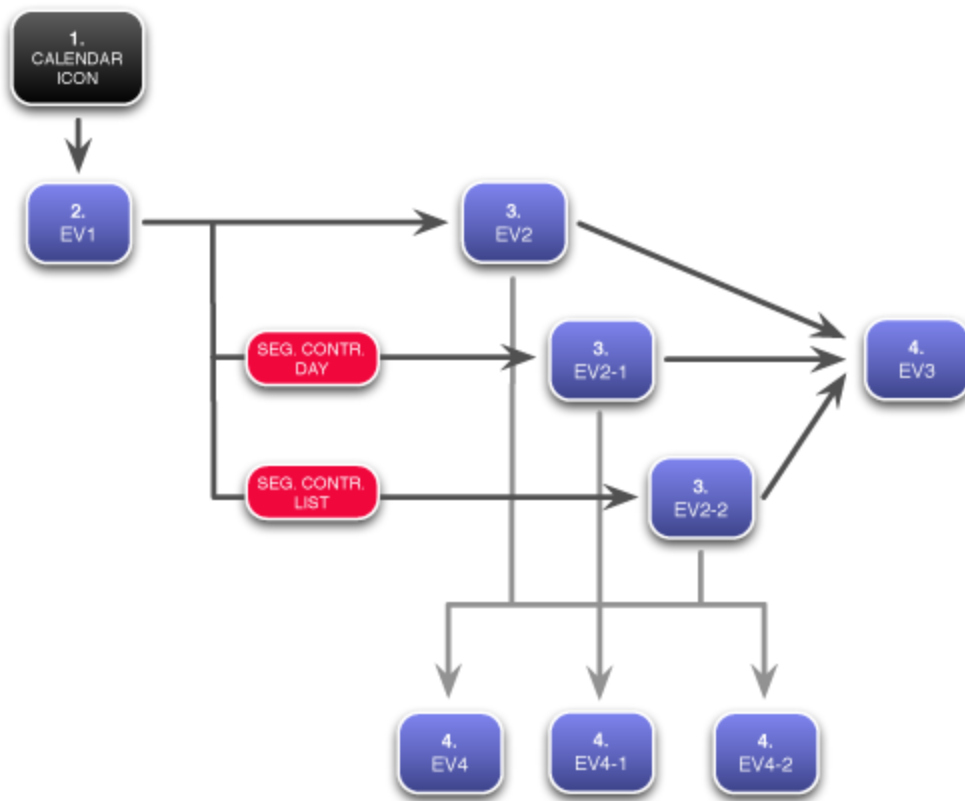 1.
CALENDAR
ICON
2.
EV1
3.
EV2
SEG. CONTR.
DAY
3.
EV2-1
4.
EV3
SEG. CONTR.
LIST
3.
EV2-2
4.
EV4
4.
EV4-1
4.
EV4-2